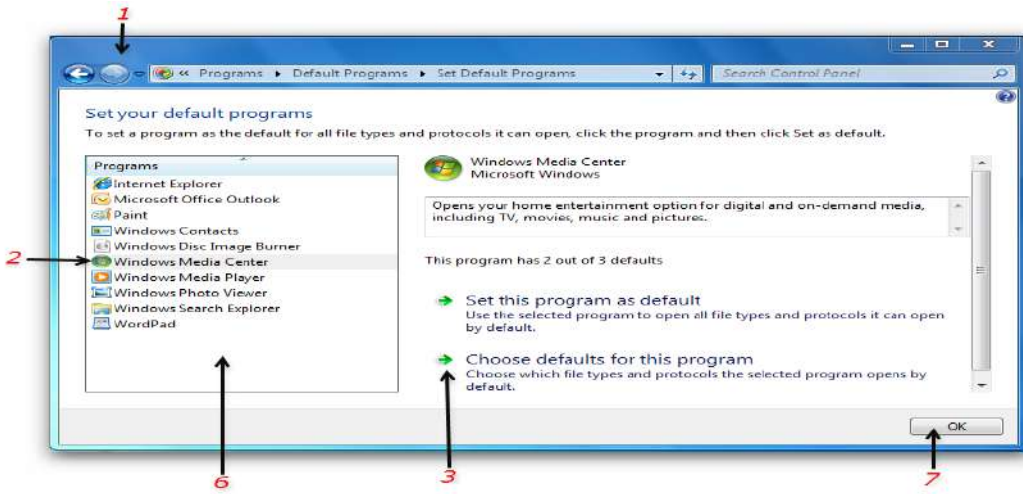 1
« Programs ▸ Default Programs ▸ Set Default Programs
Search Control Panel
Set your default programs
To set a program as the default for all file types and protocols it can open, click the program and then click Set as default.
Programs
Internet Explorer
Microsoft Office Outlook
Paint
Windows Contacts
Windows Disc Image Burner
2
Windows Media Center
Windows Media Player
Windows Photo Viewer
Windows Search Explorer
WordPad
Windows Media Center
Microsoft Windows
Opens your home entertainment option for digital and on-demand media,
including TV, movies, music and pictures.
This program has 2 out of 3 defaults
Set this program as default
Use the selected program to open all file types and protocols it can open
by default.
Choose defaults for this program
Choose which file types and protocols the selected program opens by
default.
OK
6
3
7